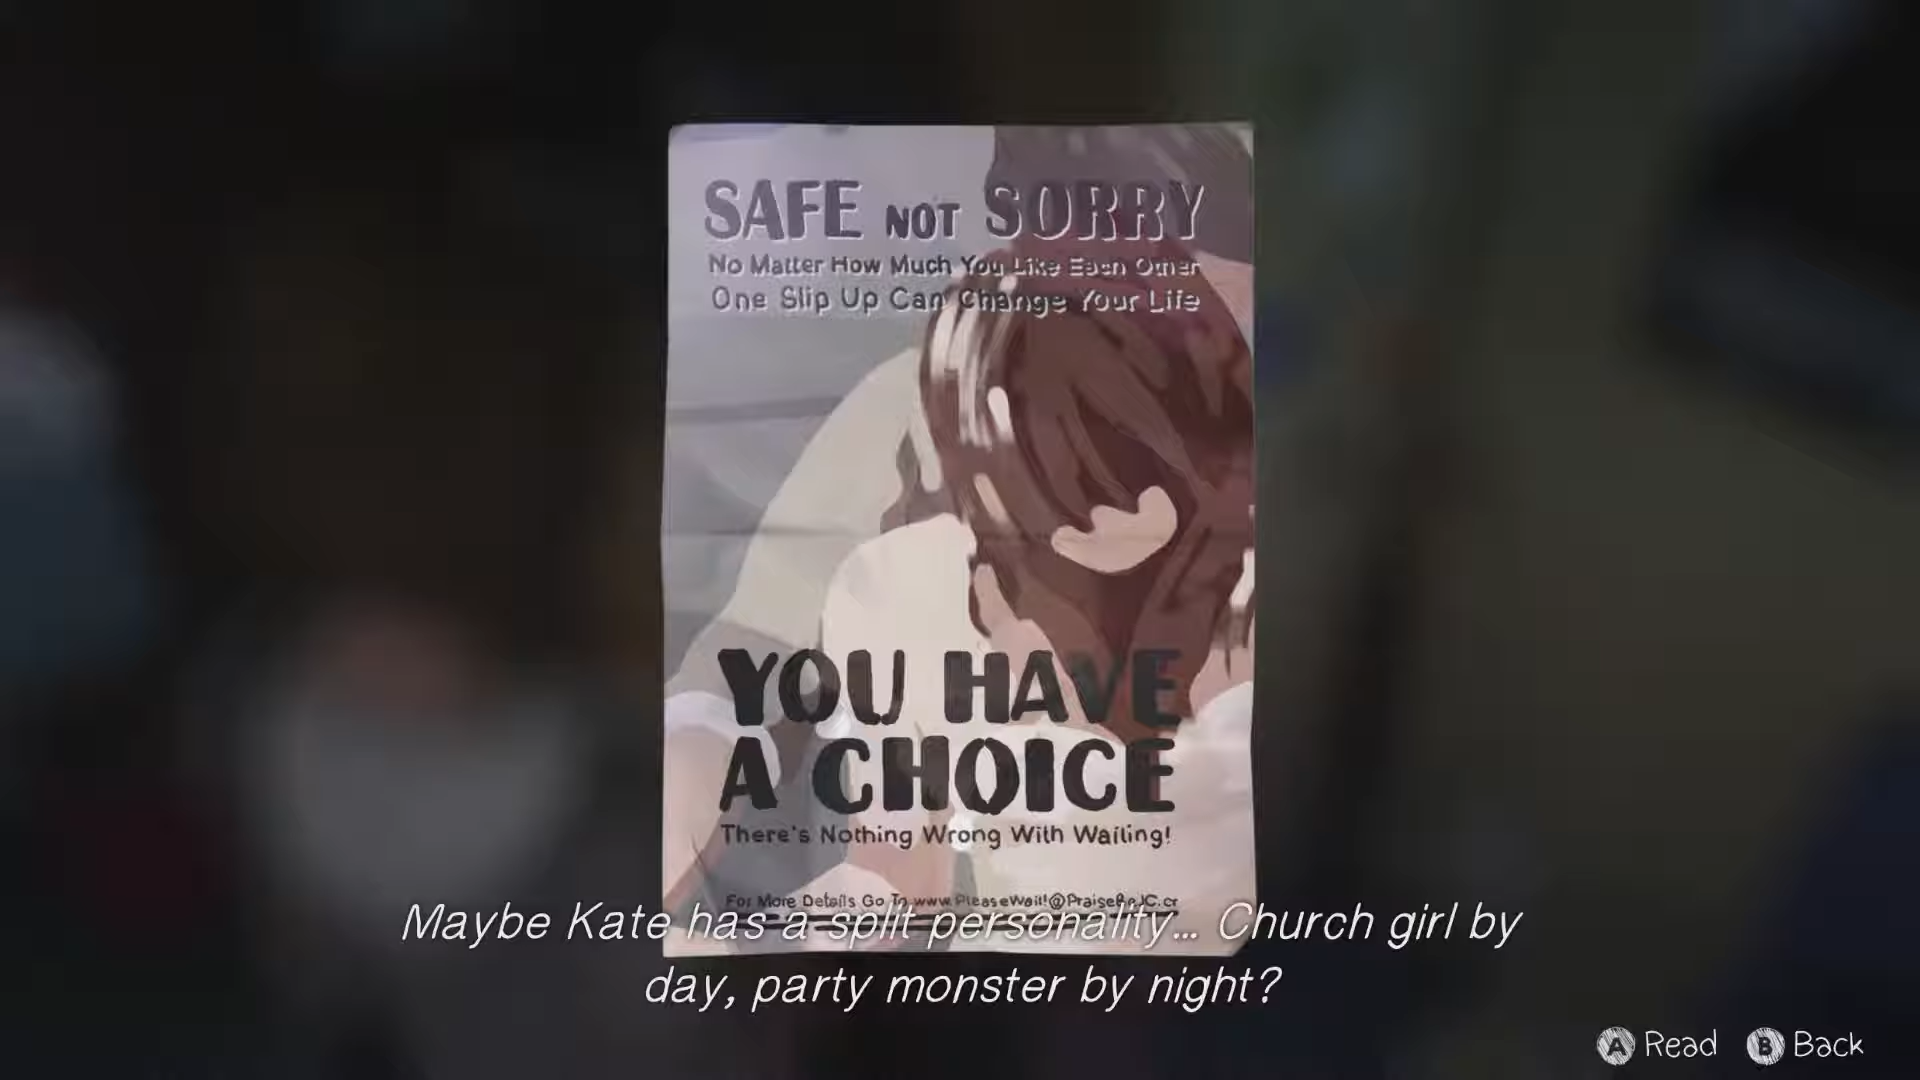 SAFE NOT SORRY
No Matter How Much You Like Each Other
One Slip Up Can Change Your Life
YOU HAVE
A CHOICE
There's Nothing Wrong With Waiting!
For More Details Go To www.PleaseWait!@Praise
Maybe Kate has a split personality... Church girl by
day, party monster by night?
A Read B Back